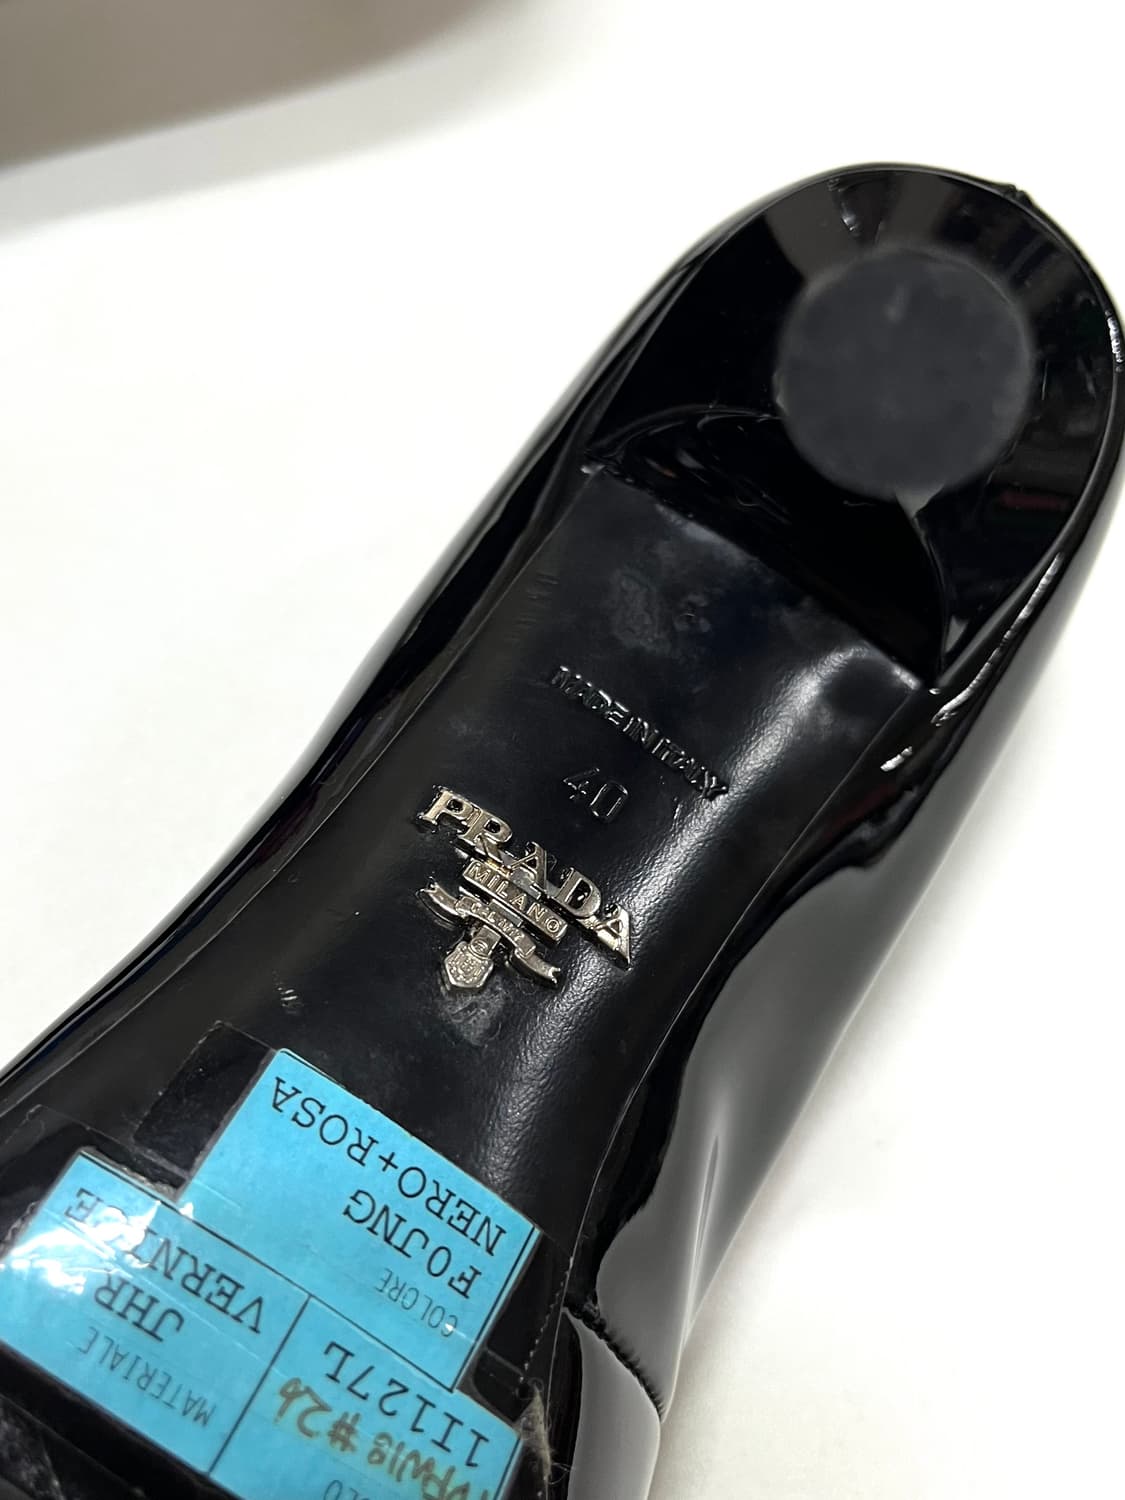 MADE IN ITALY
40
PRADA
MILANO
1I127L
#26
COLORE
F0JNG
NERO+ROSA
MATERIALE
JHR
VERNICE